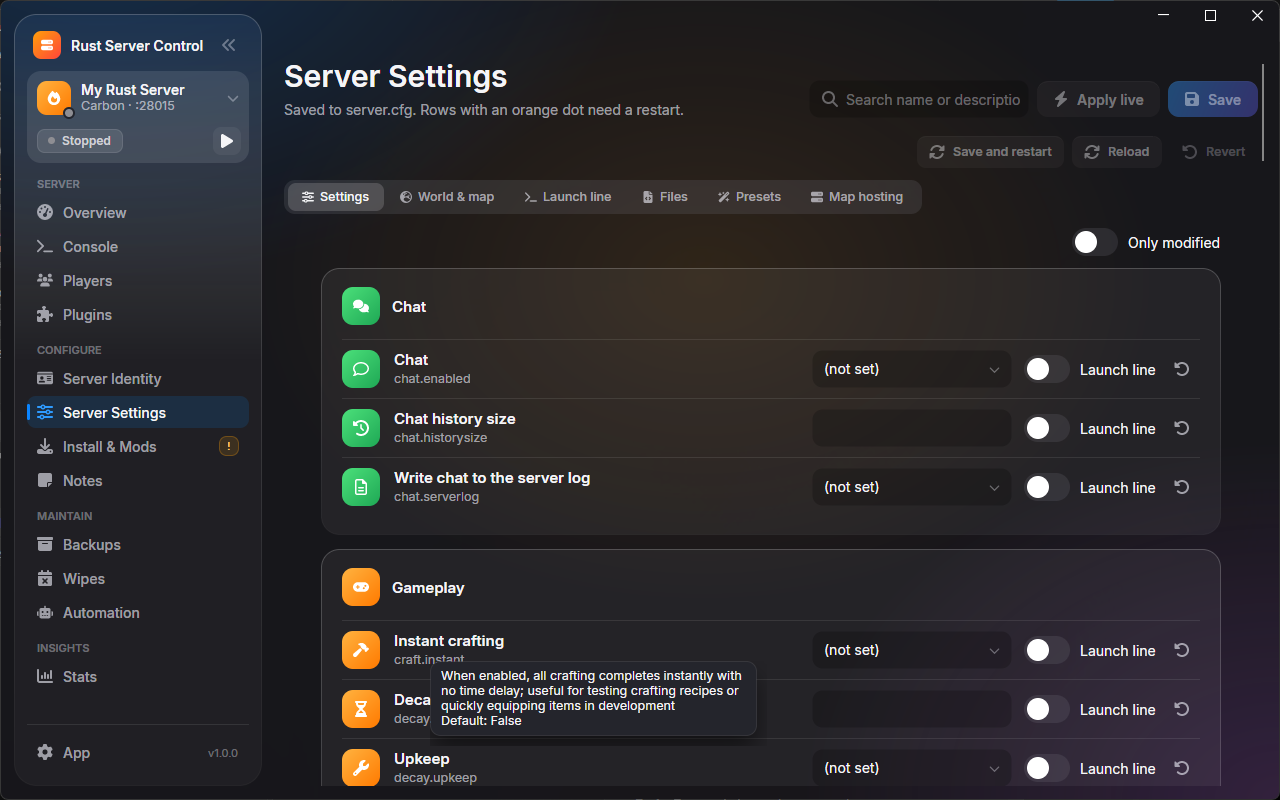 Rust Server Control
My Rust Server
Carbon · :28015
Stopped
SERVER
Overview
Console
Players
Plugins
CONFIGURE
Server Identity
Server Settings
Install & Mods
!
Notes
MAINTAIN
Backups
Wipes
Automation
INSIGHTS
Stats
App
v1.0.0
Server Settings
Saved to server.cfg. Rows with an orange dot need a restart.
Search name or descriptio
Apply live
Save
Save and restart
Reload
Revert
Settings
World & map
Launch line
Files
Presets
Map hosting
Only modified
Chat
Chat
chat.enabled
(not set)
Launch line
Chat history size
chat.historysize
Launch line
Write chat to the server log
chat.serverlog
(not set)
Launch line
Gameplay
Instant crafting
craft.instant
(not set)
Launch line
When enabled, all crafting completes instantly with
no time delay; useful for testing crafting recipes or
quickly equipping items in development
Default: False
Deca
decay.
Launch line
Upkeep
decay.upkeep
(not set)
Launch line